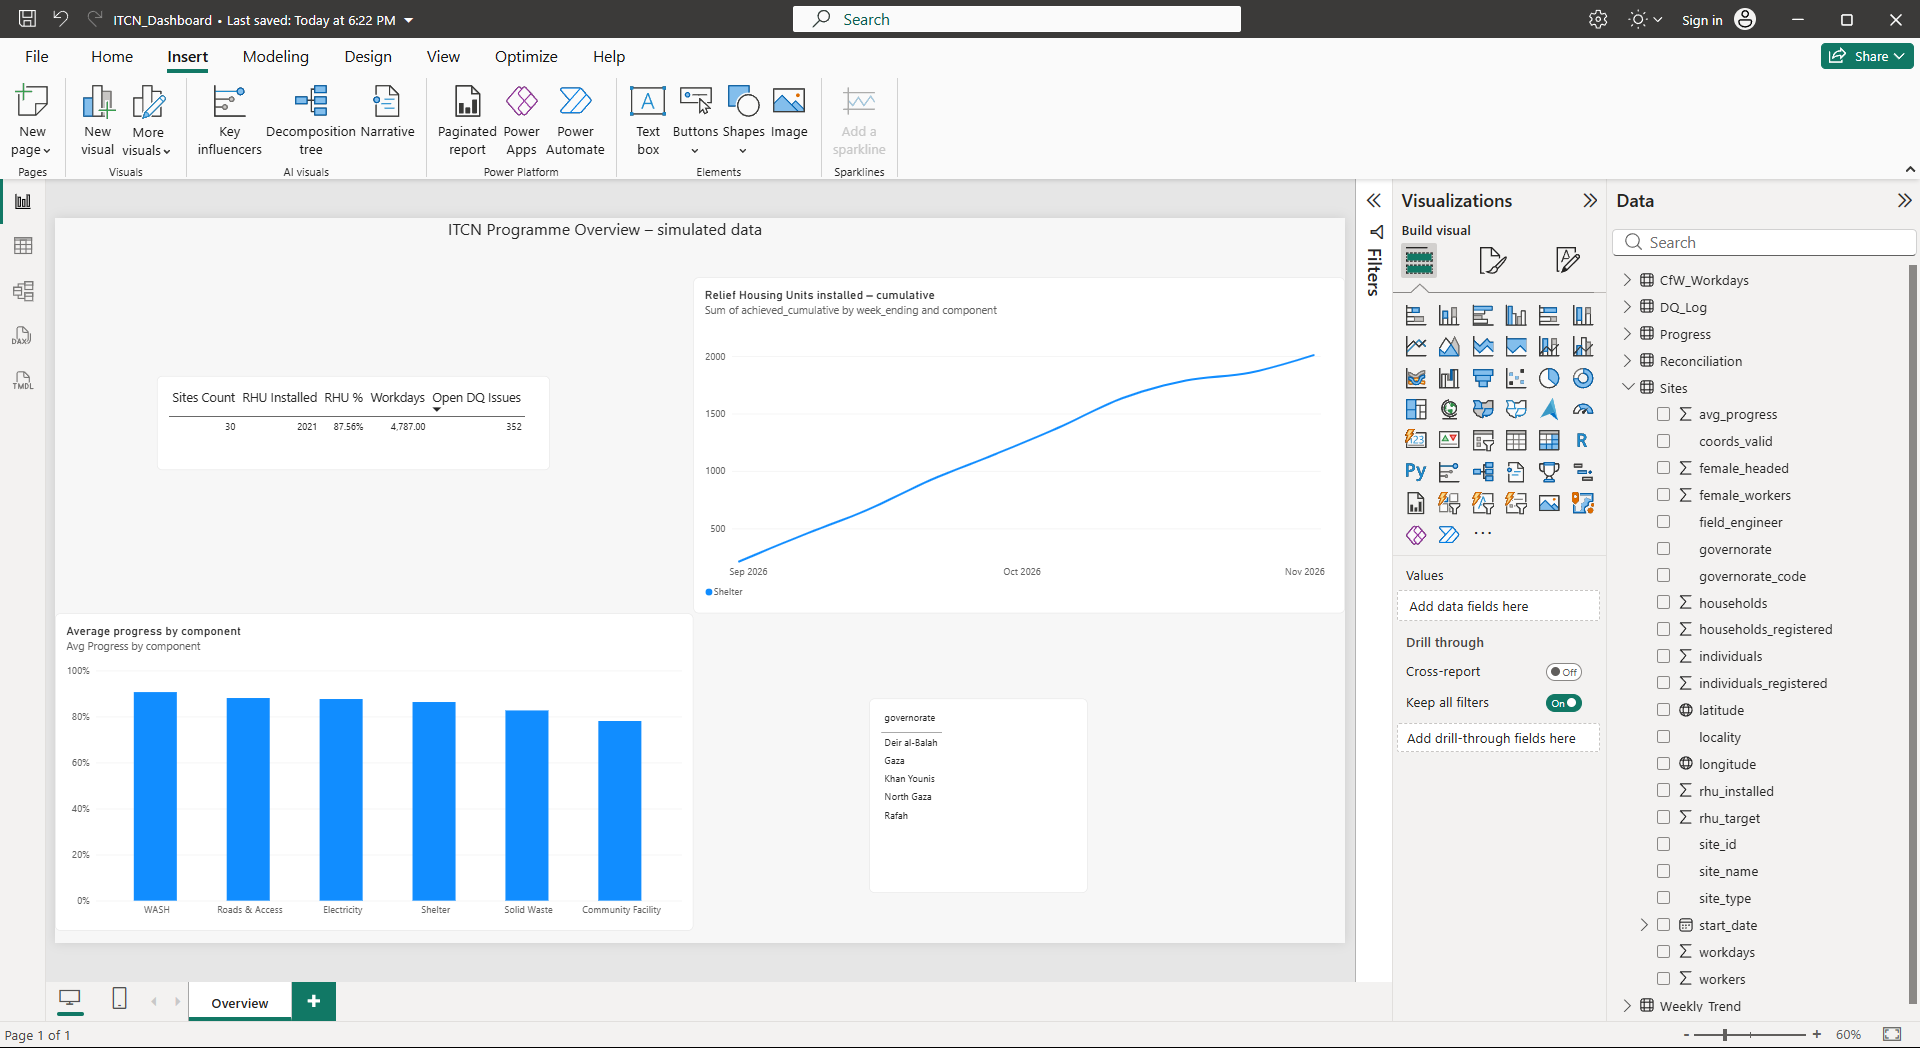 ITCN_Dashboard • Last saved: Today at 6:22 PM
Search
Sign in
File
Home
Insert
Modeling
Design
View
Optimize
Help
Share
New page
Pages
New visual
More visuals
Visuals
Key influencers
Decomposition tree
Narrative
AI visuals
Paginated report
Power Apps
Power Automate
Power Platform
Text box
Buttons
Shapes
Image
Elements
Add a sparkline
Sparklines
DAX
TMDL
ITCN Programme Overview – simulated data
Sites Count RHU Installed RHU % Workdays Open DQ Issues
30 2021 87.56% 4,787.00 352
Relief Housing Units installed – cumulative
Sum of achieved_cumulative by week_ending and component
2000
1500
1000
500
Sep 2026 Oct 2026 Nov 2026
Shelter
Average progress by component
Avg Progress by component
100%
80%
60%
40%
20%
0%
WASH Roads & Access Electricity Shelter Solid Waste Community Facility
governorate
Deir al-Balah
Gaza
Khan Younis
North Gaza
Rafah
Filters
Visualizations
Build visual
123
R
Py
Values
Add data fields here
Drill through
Cross-report
Off
Keep all filters
On
Add drill-through fields here
Data
Search
CfW_Workdays
DQ_Log
Progress
Reconciliation
Sites
avg_progress
coords_valid
female_headed
female_workers
field_engineer
governorate
governorate_code
households
households_registered
individuals
individuals_registered
latitude
locality
longitude
rhu_installed
rhu_target
site_id
site_name
site_type
start_date
workdays
workers
Weekly_Trend
Overview
Page 1 of 1
60%